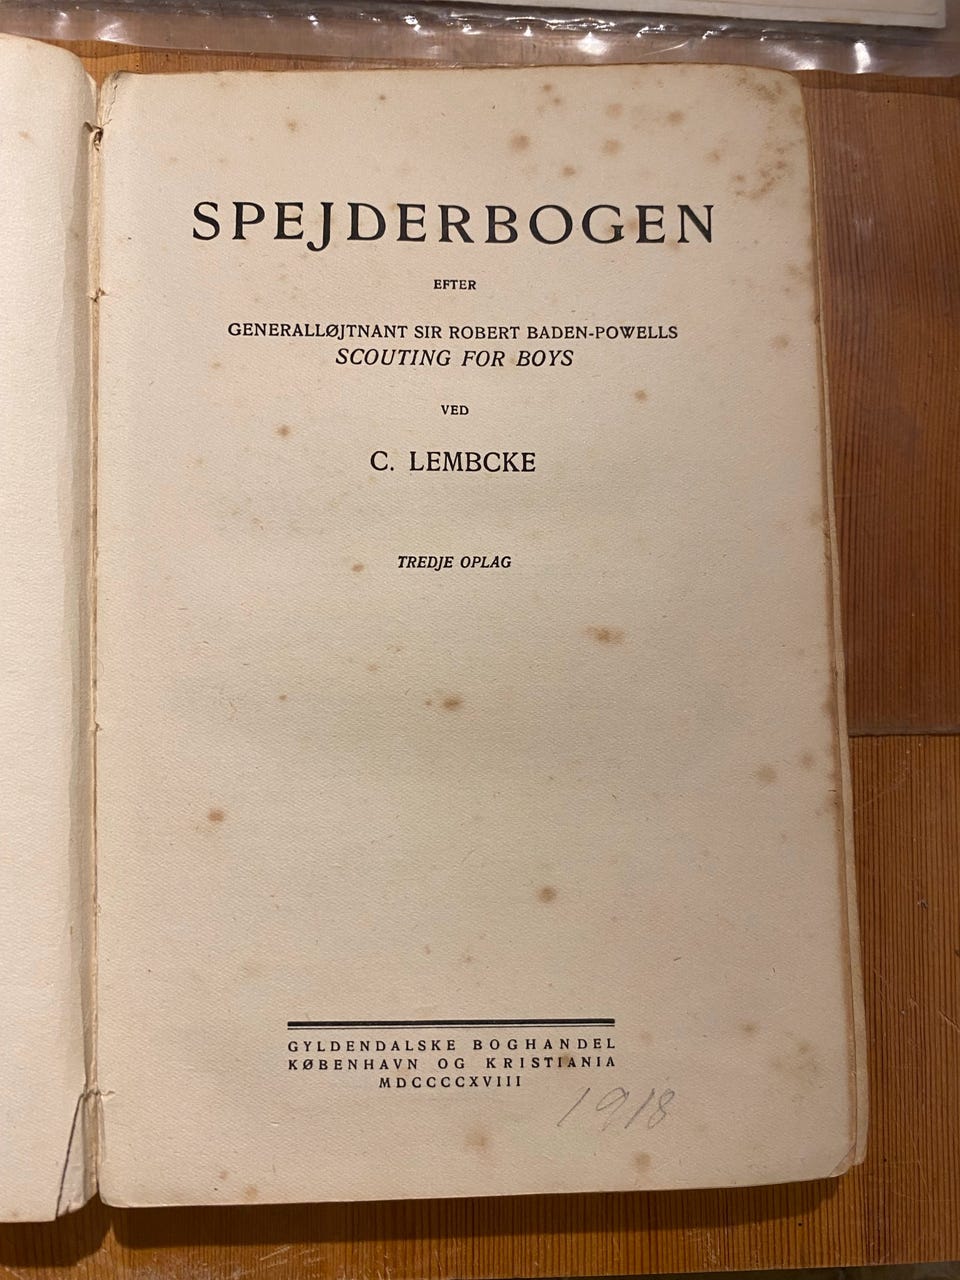 SPEJDERBOGEN
EFTER
GENERALLØJTNANT SIR ROBERT BADEN-POWELLS
SCOUTING FOR BOYS
VED
C. LEMBCKE
TREDJE OPLAG
GYLDENDALSKE BOGHANDEL
KØBENHAVN OG KRISTIANIA
MDCCCCXVIII
1918